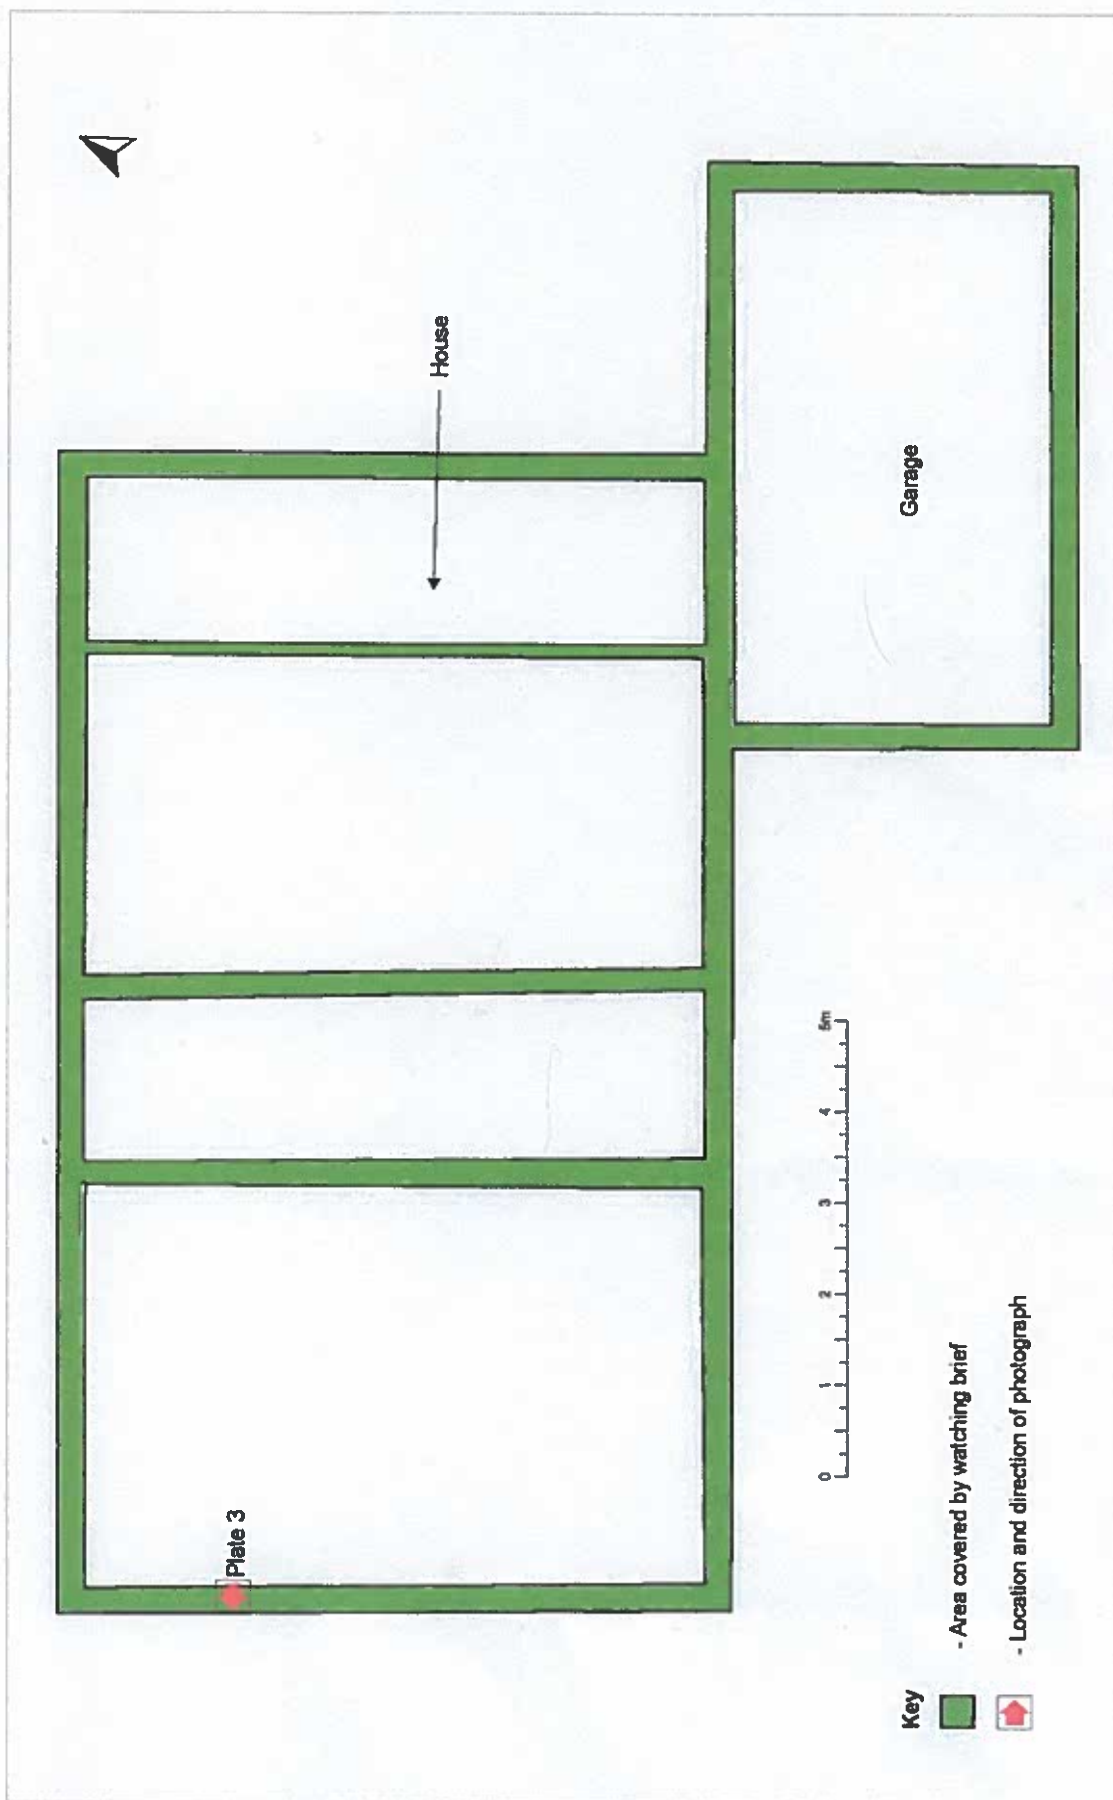 House
Garage
Plate 3
0 1 2 3 4 5m
Key
- Area covered by watching brief
- Location and direction of photograph